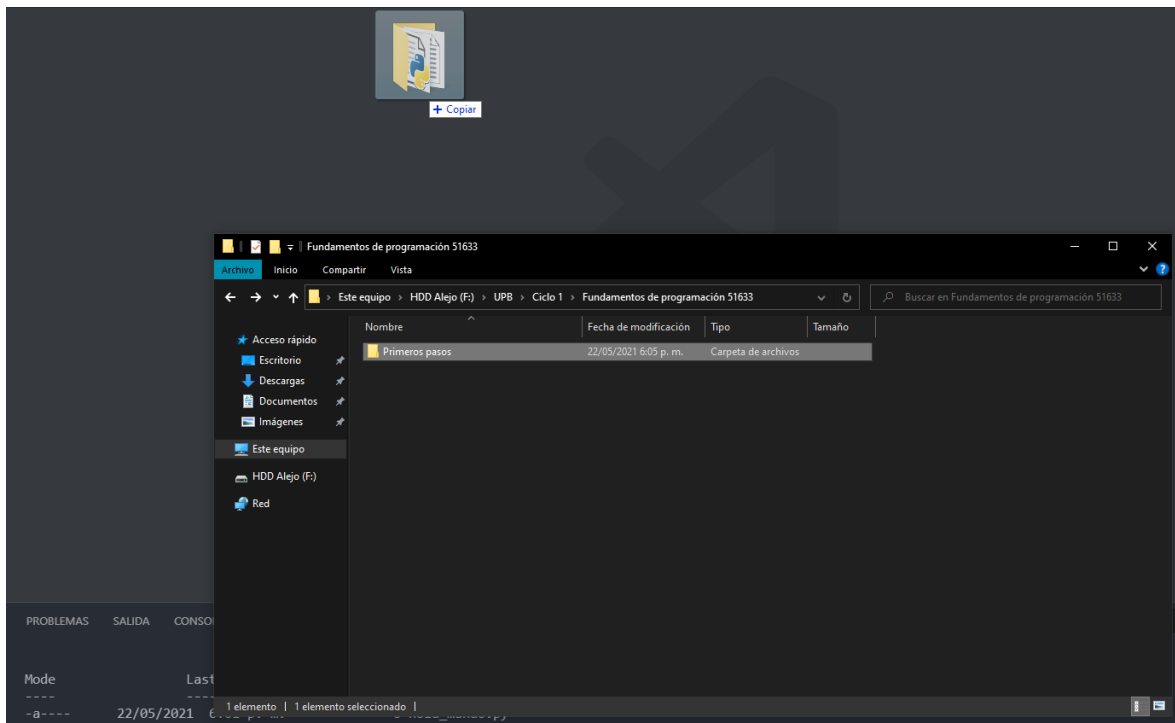 + Copiar
Fundamentos de programación 51633
Archivo Inicio Compartir Vista
Este equipo > HDD Alejo (F:) > UPB > Ciclo 1 > Fundamentos de programación 51633
Buscar en Fundamentos de programación 51633
Nombre Fecha de modificación Tipo Tamaño
Acceso rápido
Primeros pasos 22/05/2021 6:05 p. m. Carpeta de archivos
Escritorio
Descargas
Documentos
Imágenes
Este equipo
HDD Alejo (F:)
Red
PROBLEMAS SALIDA CONSO
Mode Last
---- ----
1 elemento 1 elemento seleccionado
-a---- 22/05/2021